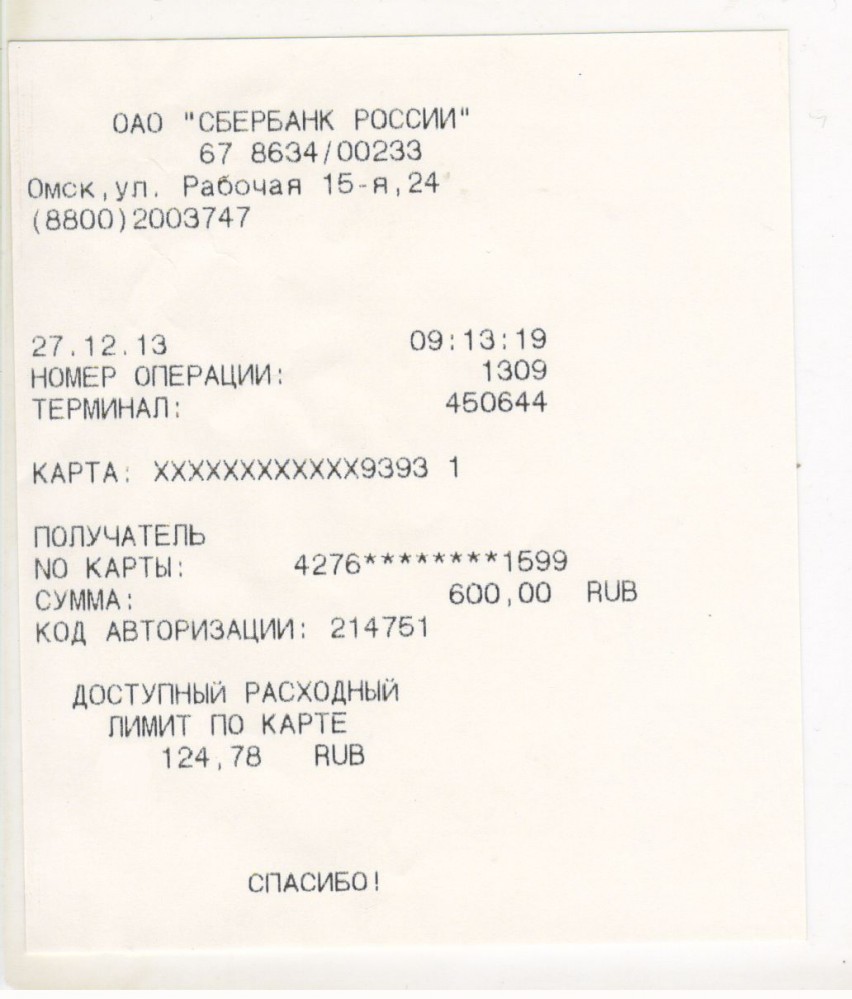 ОАО "СБЕРБАНК РОССИИ"
67 8634/00233
Омск,ул. Рабочая 15-я,24
(8800)2003747
27.12.13 09:13:19
НОМЕР ОПЕРАЦИИ: 1309
ТЕРМИНАЛ: 450644
КАРТА: XXXXXXXXXXXX9393 1
ПОЛУЧАТЕЛЬ
NO КАРТЫ: 4276********1599
СУММА: 600,00 RUB
КОД АВТОРИЗАЦИИ: 214751
ДОСТУПНЫЙ РАСХОДНЫЙ
ЛИМИТ ПО КАРТЕ
124,78 RUB
СПАСИБО!